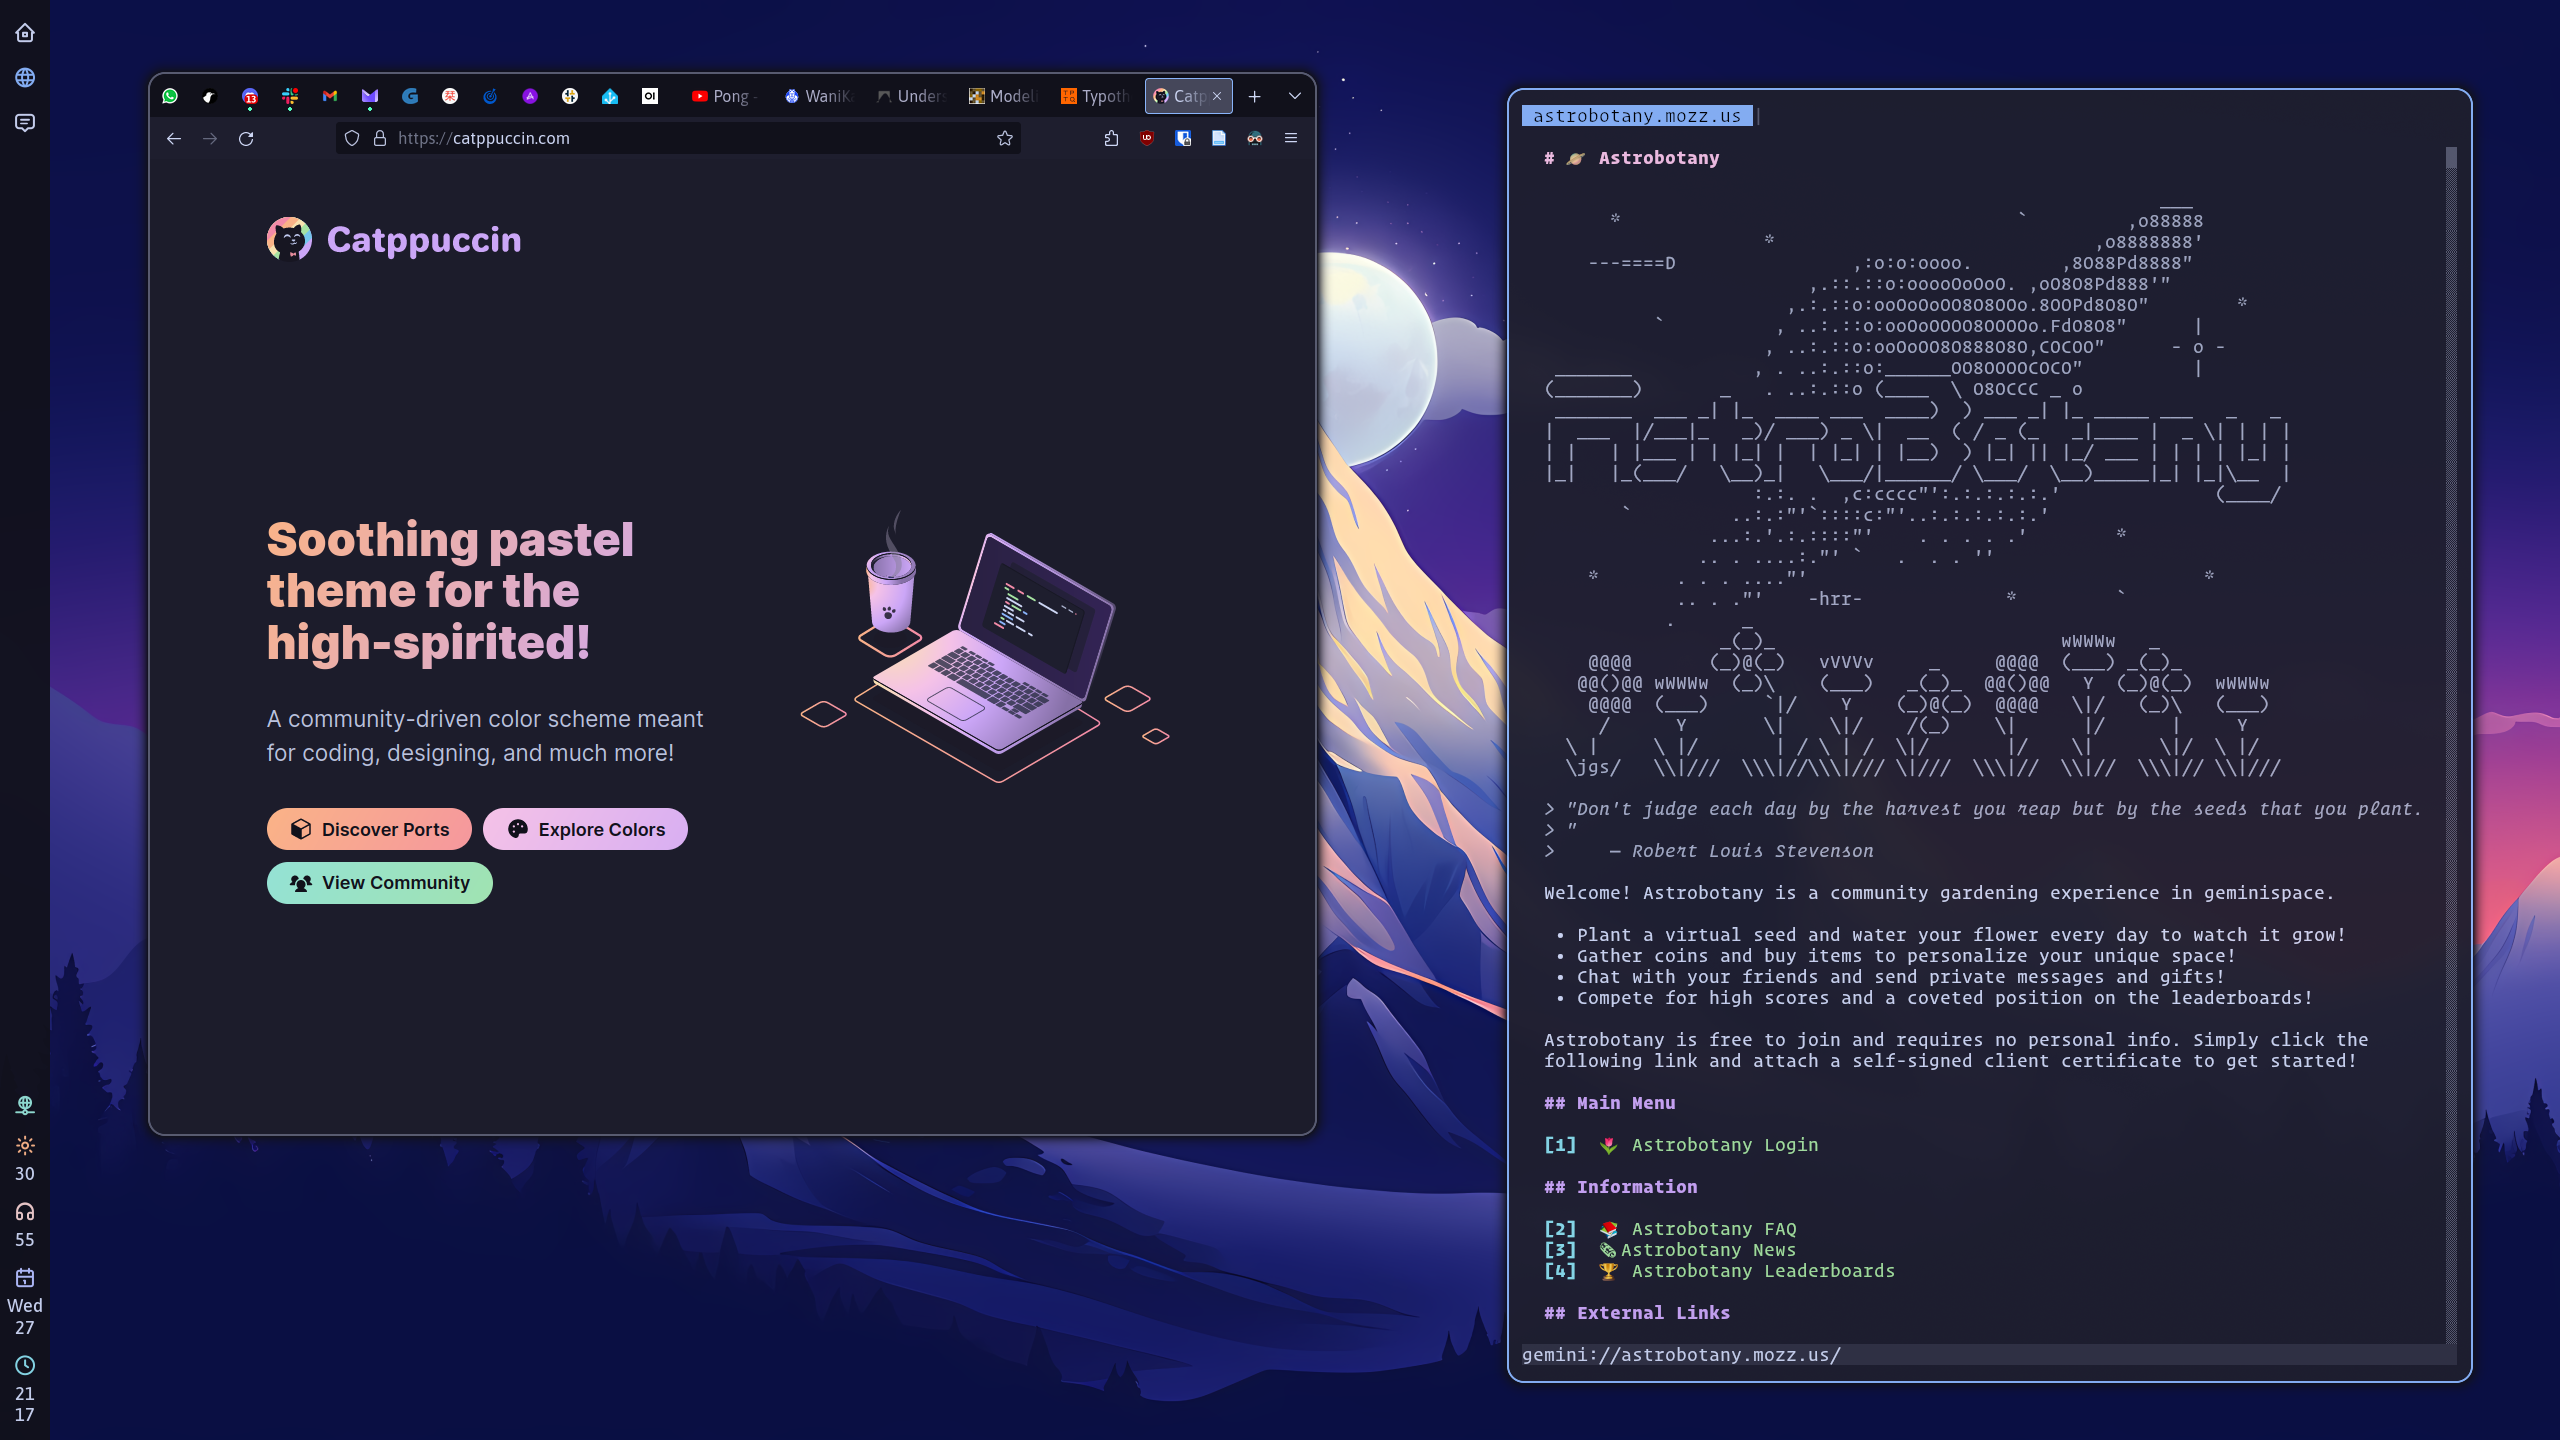 30
55
Wed
27
21
17
13
OI
Pong -
WaniKa
Unders
Modeli
Typoth
Catp
https://catppuccin.com
Catppuccin
Soothing pastel
theme for the
high-spirited!
A community-driven color scheme meant
for coding, designing, and much more!
Discover Ports
Explore Colors
View Community
astrobotany.mozz.us
# 🪐 Astrobotany
astroBotany
-hrr-
\jgs/
> "Don't judge each day by the harvest you reap but by the seeds that you plant.
> "
> — Robert Louis Stevenson
Welcome! Astrobotany is a community gardening experience in geminispace.
• Plant a virtual seed and water your flower every day to watch it grow!
• Gather coins and buy items to personalize your unique space!
• Chat with your friends and send private messages and gifts!
• Compete for high scores and a coveted position on the leaderboards!
Astrobotany is free to join and requires no personal info. Simply click the
following link and attach a self-signed client certificate to get started!
## Main Menu
[1] 🌷 Astrobotany Login
## Information
[2] 📚 Astrobotany FAQ
[3] 🗞 Astrobotany News
[4] 🏆 Astrobotany Leaderboards
## External Links
gemini://astrobotany.mozz.us/